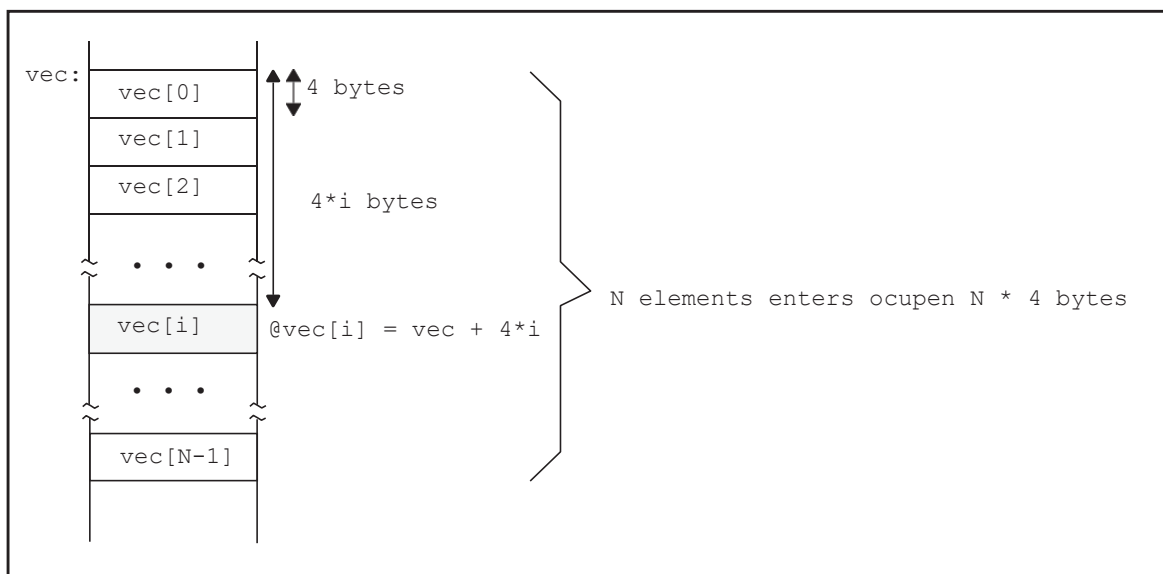 vec:
vec[0]
4 bytes
vec[1]
vec[2]
4*i bytes
• • •
N elements enters ocupen N * 4 bytes
vec[i]
@vec[i] = vec + 4*i
• • •
vec[N-1]